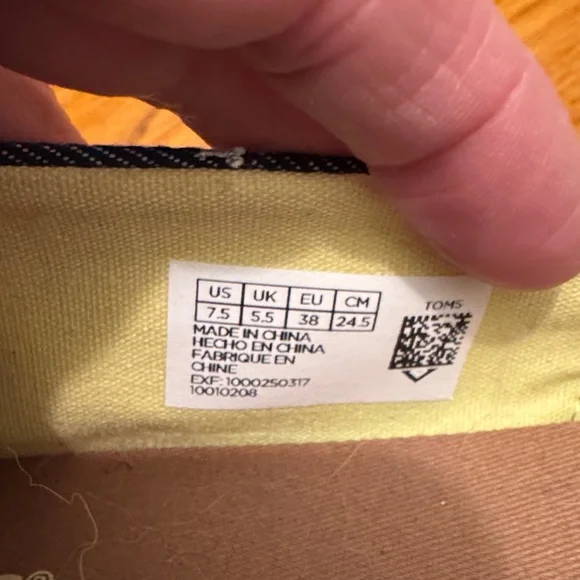 US UK EU CM
7.5 5.5 38 24.5
TOMS
MADE IN CHINA
HECHO EN CHINA
FABRIQUE EN
CHINE
EXF: 1000250317
10010208